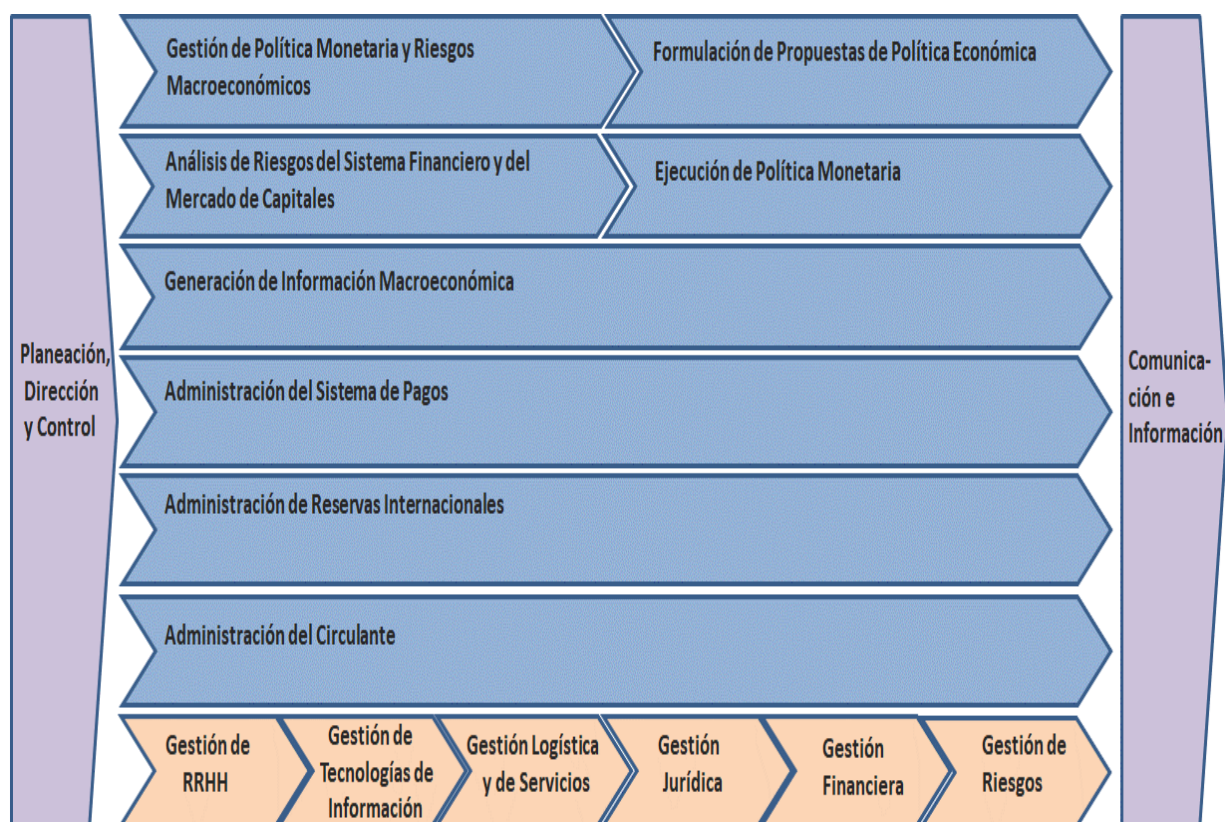 Gestión de Política Monetaria y Riesgos
Macroeconómicos
Formulación de Propuestas de Política Económica
Análisis de Riesgos del Sistema Financiero y del
Mercado de Capitales
Ejecución de Política Monetaria
Generación de Información Macroeconómica
Planeación,
Dirección
y Control
Administración del Sistema de Pagos
Comunica-
ción e
Información
Administración de Reservas Internacionales
Administración del Circulante
Gestión de
RRHH
Gestión de
Tecnologías de
Información
Gestión Logística
y de Servicios
Gestión
Jurídica
Gestión
Financiera
Gestión de
Riesgos